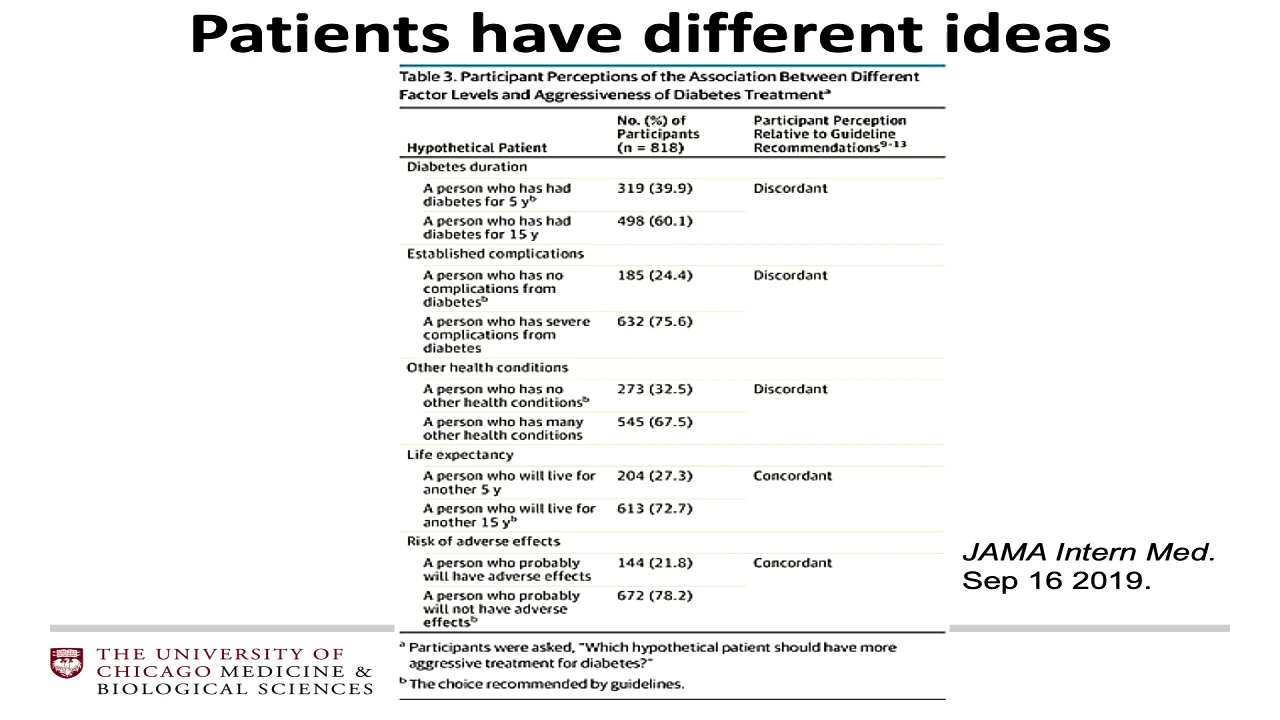 Patients have different ideas
Table 3. Participant Perceptions of the Association Between Different
Factor Levels and Aggressiveness of Diabetes Treatmentᵃ
Hypothetical Patient
No. (%) of
Participants
(n = 818)
Participant Perception
Relative to Guideline
Recommendations⁹⁻¹³
Diabetes duration
A person who has had
diabetes for 5 yᵇ
319 (39.9)
Discordant
A person who has had
diabetes for 15 y
498 (60.1)
Established complications
A person who has no
complications from
diabetesᵇ
185 (24.4)
Discordant
A person who has severe
complications from
diabetes
632 (75.6)
Other health conditions
A person who has no
other health conditionsᵇ
273 (32.5)
Discordant
A person who has many
other health conditions
545 (67.5)
Life expectancy
A person who will live for
another 5 y
204 (27.3)
Concordant
A person who will live for
another 15 yᵇ
613 (72.7)
Risk of adverse effects
A person who probably
will have adverse effects
144 (21.8)
Concordant
A person who probably
will not have adverse
effectsᵇ
672 (78.2)
ᵃ Participants were asked, "Which hypothetical patient should have more
aggressive treatment for diabetes?"
ᵇ The choice recommended by guidelines.
JAMA Intern Med.
Sep 16 2019.
THE UNIVERSITY OF
CHICAGO MEDICINE &
BIOLOGICAL SCIENCES